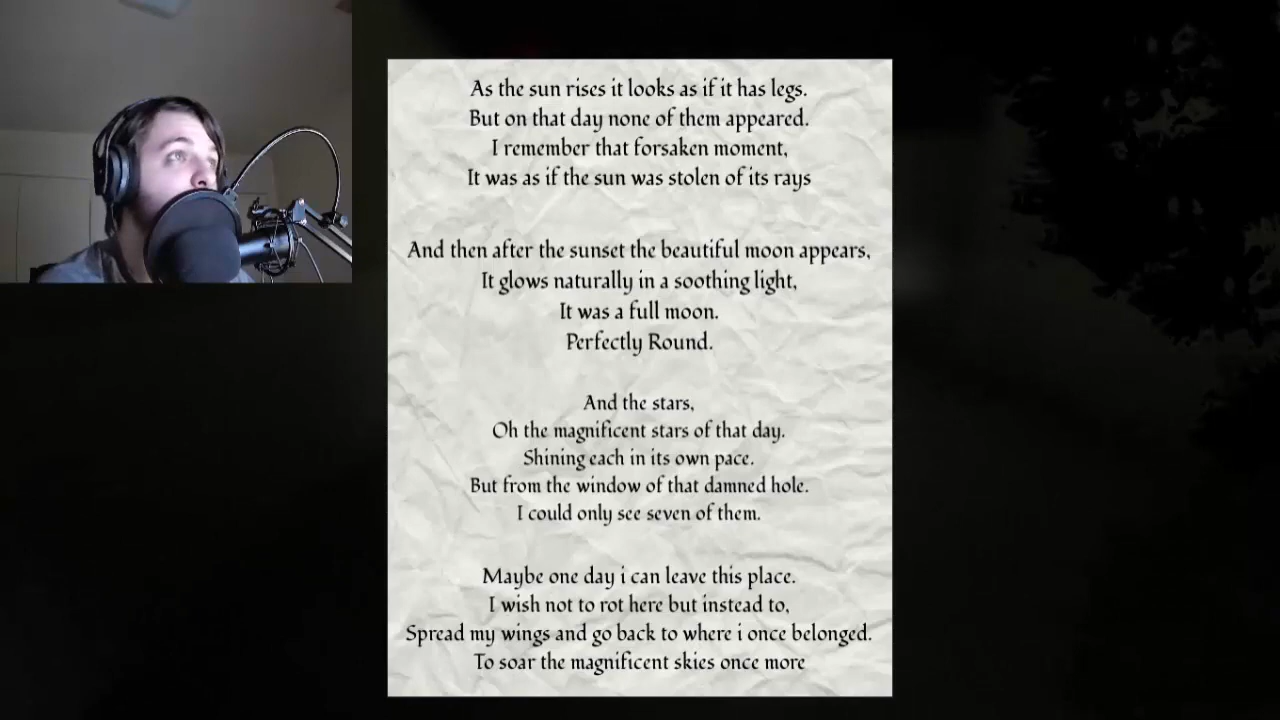 As the sun rises it looks as if it has legs.
But on that day none of them appeared.
I remember that forsaken moment,
It was as if the sun was stolen of its rays
And then after the sunset the beautiful moon appears,
It glows naturally in a soothing light,
It was a full moon.
Perfectly Round.
And the stars,
Oh the magnificent stars of that day.
Shining each in its own pace.
But from the window of that damned hole.
I could only see seven of them.
Maybe one day i can leave this place.
I wish not to rot here but instead to,
Spread my wings and go back to where i once belonged.
To soar the magnificent skies once more